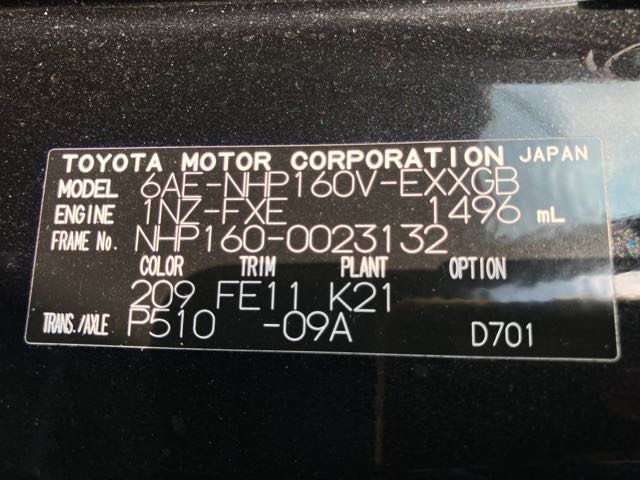 TOYOTA MOTOR CORPORATION JAPAN
MODEL 6AE-NHP160V-EXXGB
ENGINE 1NZ-FXE 1496 mL
FRAME No. NHP160-0023132
COLOR TRIM PLANT OPTION
209 FE11 K21
TRANS./AXLE P510 -09A D701